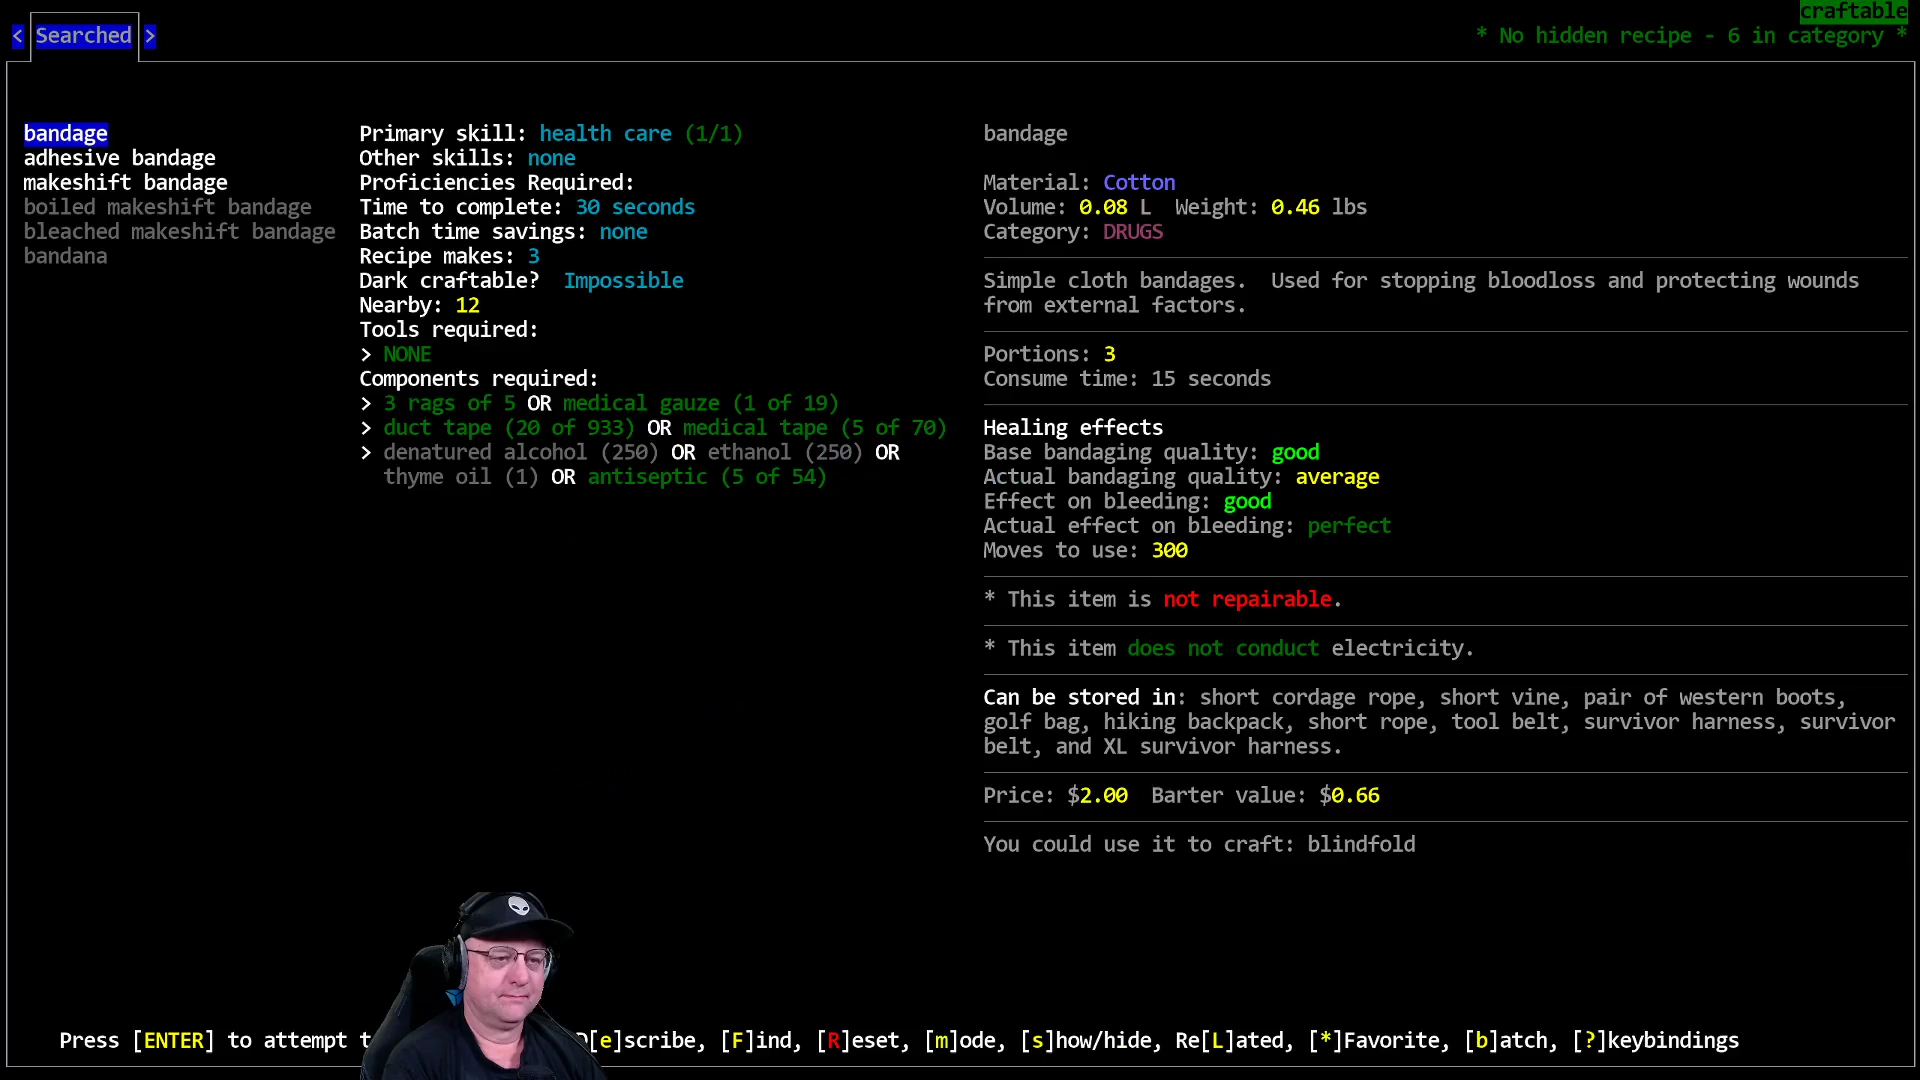 craftable
< Searched >
* No hidden recipe - 6 in category *
bandage
adhesive bandage
makeshift bandage
boiled makeshift bandage
bleached makeshift bandage
bandana
Primary skill: health care (1/1)
Other skills: none
Proficiencies Required:
Time to complete: 30 seconds
Batch time savings: none
Recipe makes: 3
Dark craftable? Impossible
Nearby: 12
Tools required:
> NONE
Components required:
> 3 rags of 5 OR medical gauze (1 of 19)
> duct tape (20 of 933) OR medical tape (5 of 70)
> denatured alcohol (250) OR ethanol (250) OR
thyme oil (1) OR antiseptic (5 of 54)
bandage
Material: Cotton
Volume: 0.08 L Weight: 0.46 lbs
Category: DRUGS
Simple cloth bandages. Used for stopping bloodloss and protecting wounds
from external factors.
Portions: 3
Consume time: 15 seconds
Healing effects
Base bandaging quality: good
Actual bandaging quality: average
Effect on bleeding: good
Actual effect on bleeding: perfect
Moves to use: 300
* This item is not repairable.
* This item does not conduct electricity.
Can be stored in: short cordage rope, short vine, pair of western boots,
golf bag, hiking backpack, short rope, tool belt, survivor harness, survivor
belt, and XL survivor harness.
Price: $2.00 Barter value: $0.66
You could use it to craft: blindfold
Press [ENTER] to attempt [e]scribe, [F]ind, [R]eset, [m]ode, [s]how/hide, Re[L]ated, [*]Favorite, [b]atch, [?]keybindings